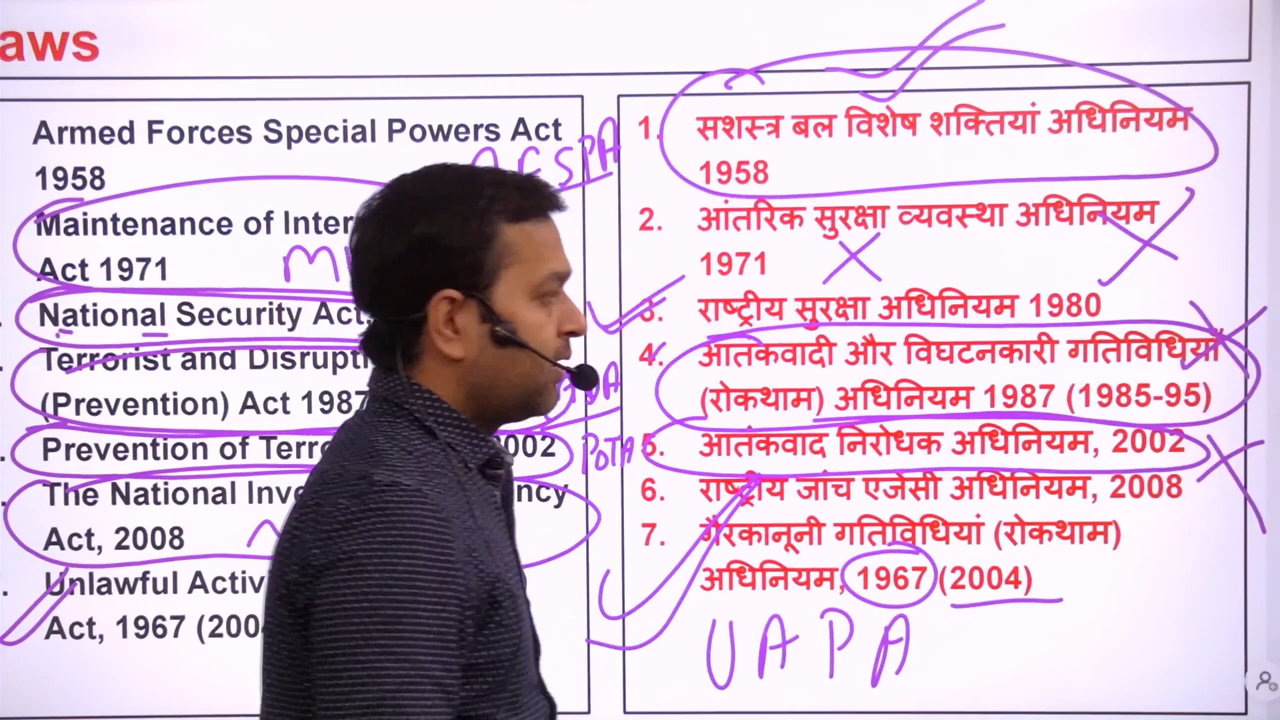 aws
Armed Forces Special Powers Act
1958
AFSPA
Maintenance of Inter
Act 1971
National Security Act,
Terrorist and Disrupti
(Prevention) Act 1987
Prevention of Terro 002
POTA
The National Inve ncy
Act, 2008
Unlawful Activi
Act, 1967 (200
1. सशस्त्र बल विशेष शक्तियां अधिनियम
1958
2. आंतरिक सुरक्षा व्यवस्था अधिनियम
1971
3. राष्ट्रीय सुरक्षा अधिनियम 1980
4. आतंकवादी और विघटनकारी गतिविधियां
(रोकथाम) अधिनियम 1987 (1985-95)
5. आतंकवाद निरोधक अधिनियम, 2002
6. राष्ट्रीय जांच एजेंसी अधिनियम, 2008
7. गैरकानूनी गतिविधियां (रोकथाम)
अधिनियम, 1967 (2004)
UAPA